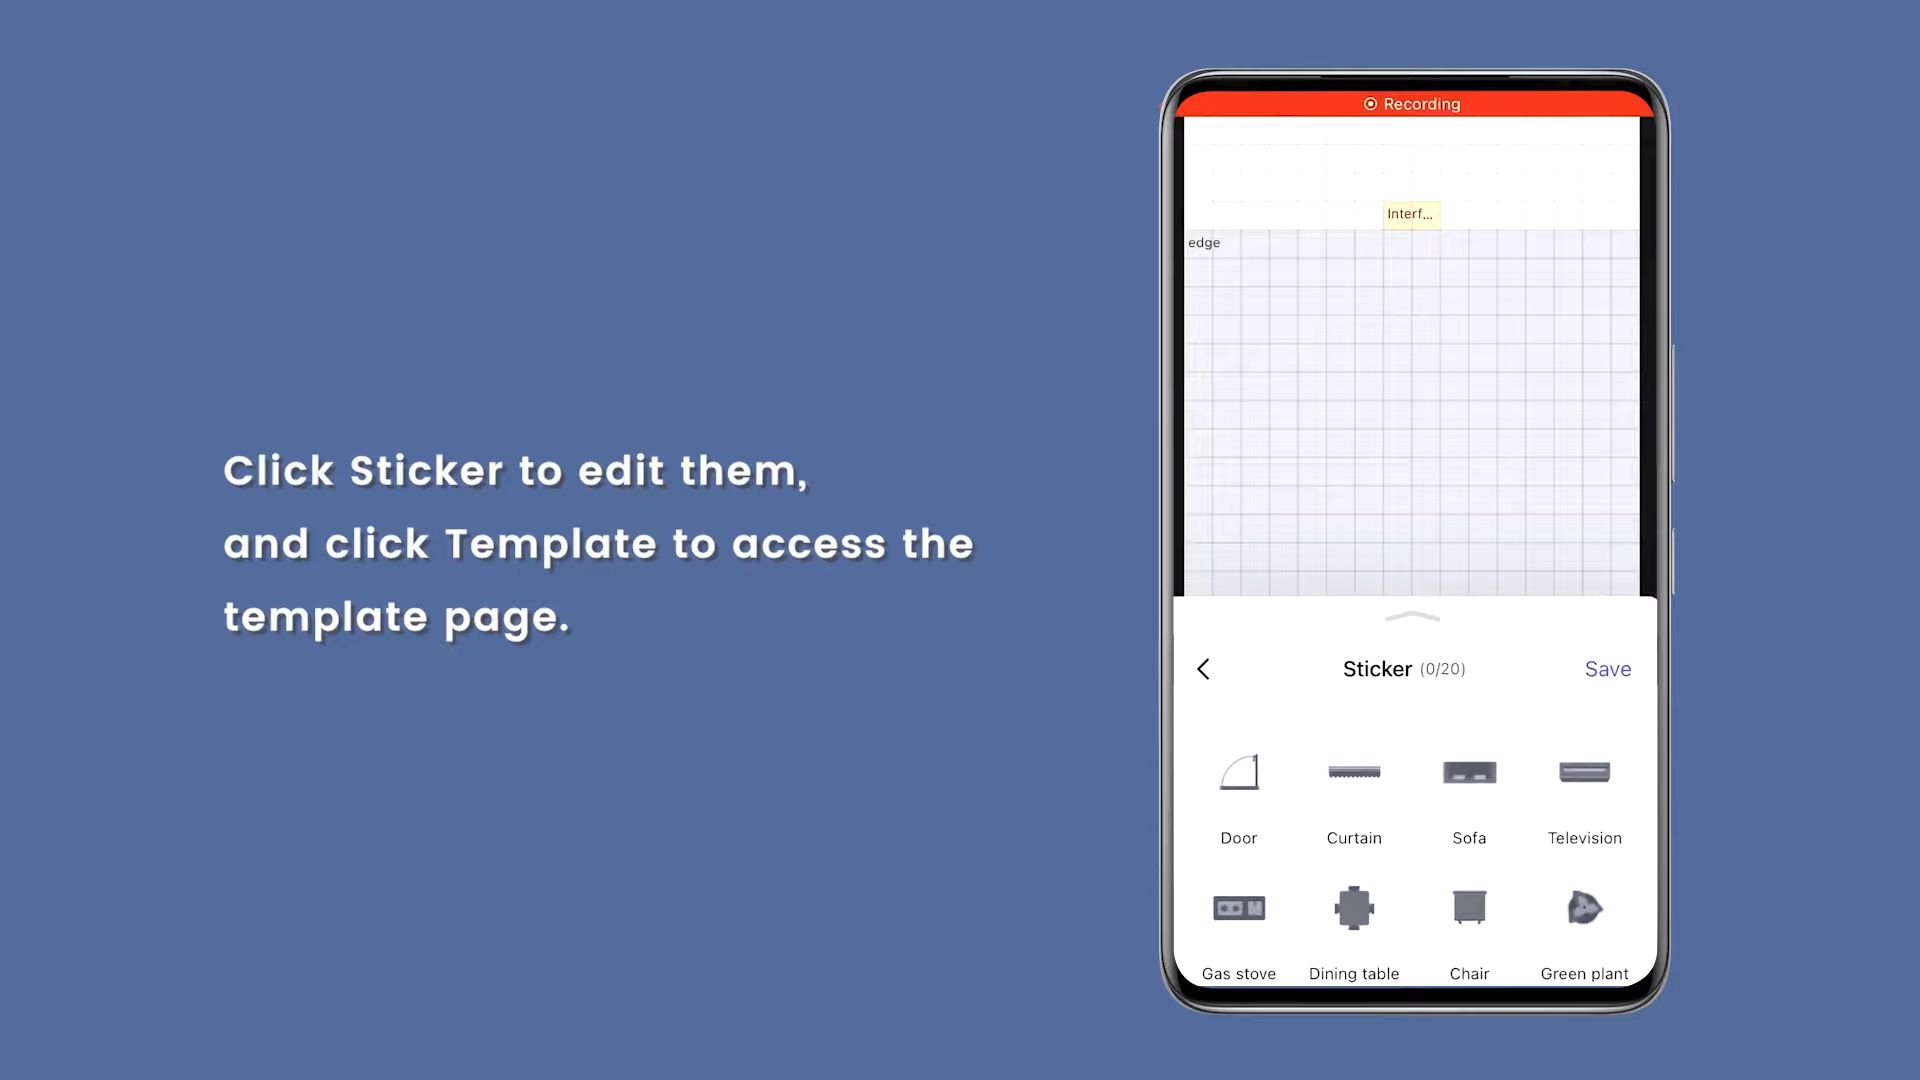 Click Sticker to edit them,
and click Template to access the
template page.
Recording
Interf...
edge
Sticker (0/20)
Save
Door
Curtain
Sofa
Television
Gas stove
Dining table
Chair
Green plant